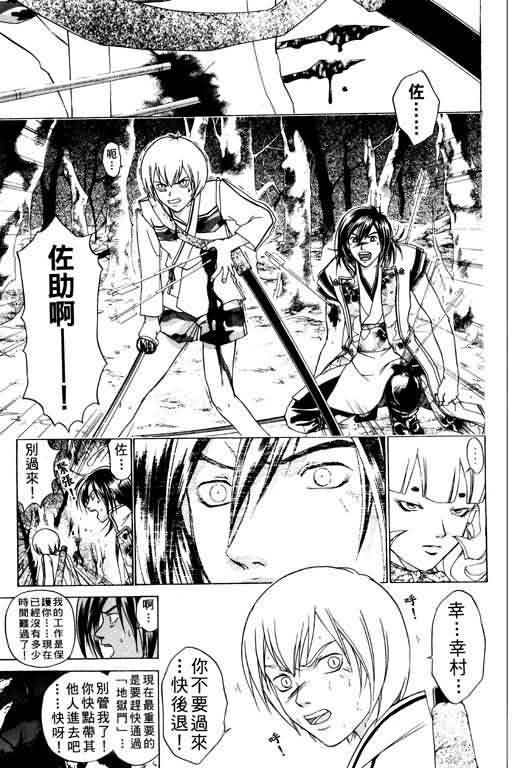 佐……
呃…
佐助啊——！
…
佐…
別過來！
緊張！
呼！
幸…幸村…
呼！
你不要過來
…快後退！
啊…
我的工作是保
護你……現在
已經沒有多少
時間難過了！
現在最重要的
是要趕快通過
「地獄門」…
別管我了！
你快點帶其
他人進去吧
…快呀！